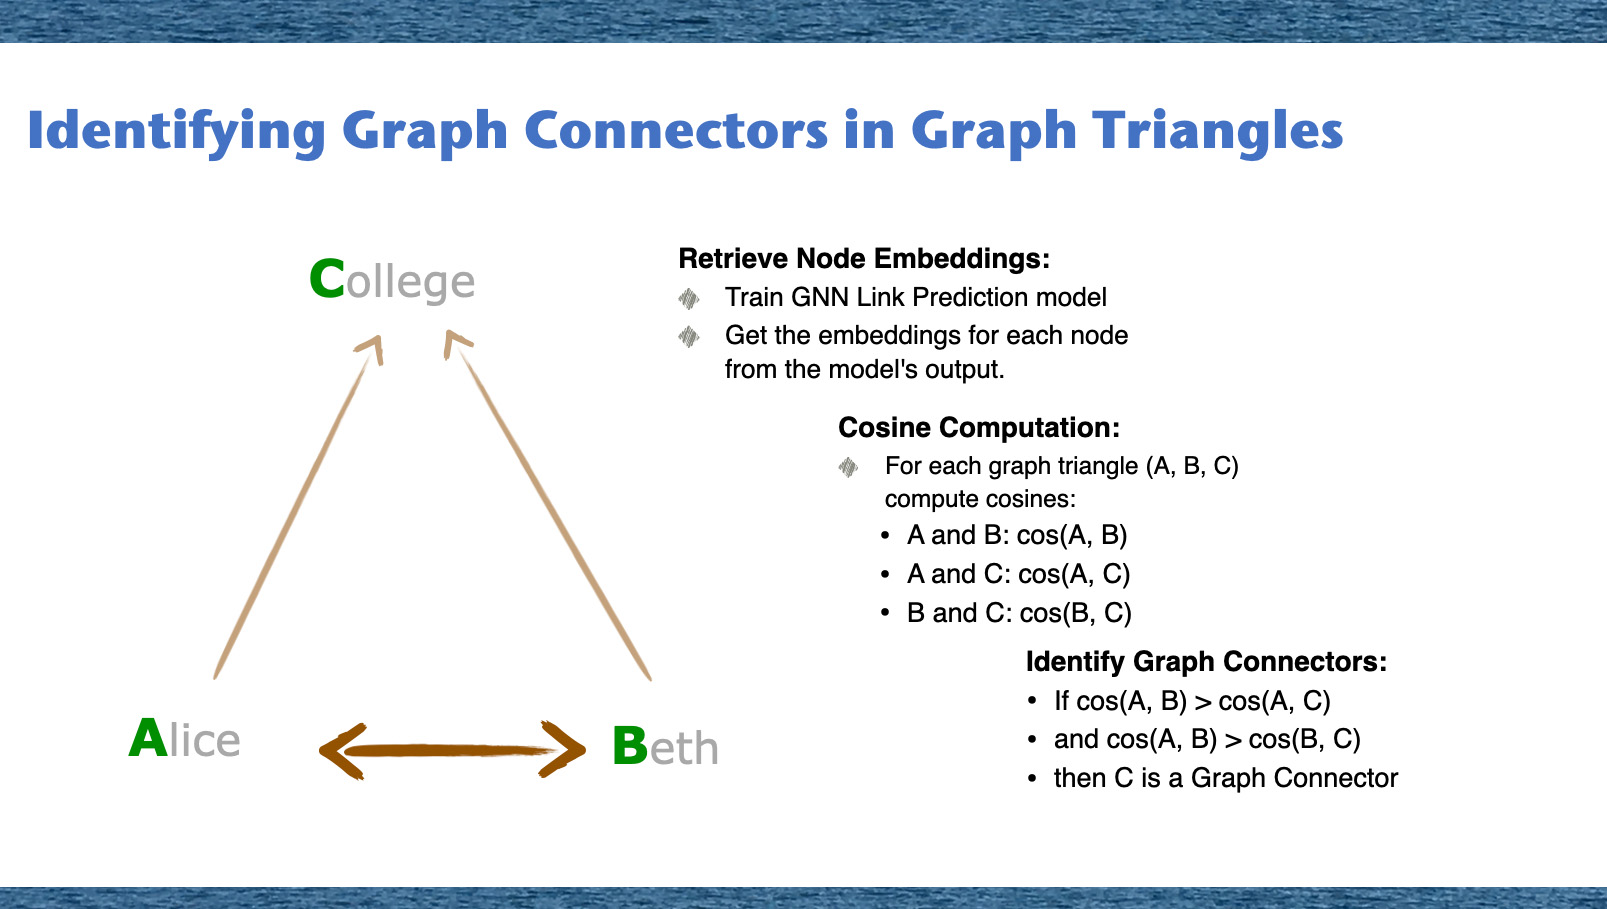 Identifying Graph Connectors in Graph Triangles
College
Alice
Beth
Retrieve Node Embeddings:
Train GNN Link Prediction model
Get the embeddings for each node
from the model's output.
Cosine Computation:
For each graph triangle (A, B, C)
compute cosines:
• A and B: cos(A, B)
• A and C: cos(A, C)
• B and C: cos(B, C)
Identify Graph Connectors:
• If cos(A, B) > cos(A, C)
• and cos(A, B) > cos(B, C)
• then C is a Graph Connector